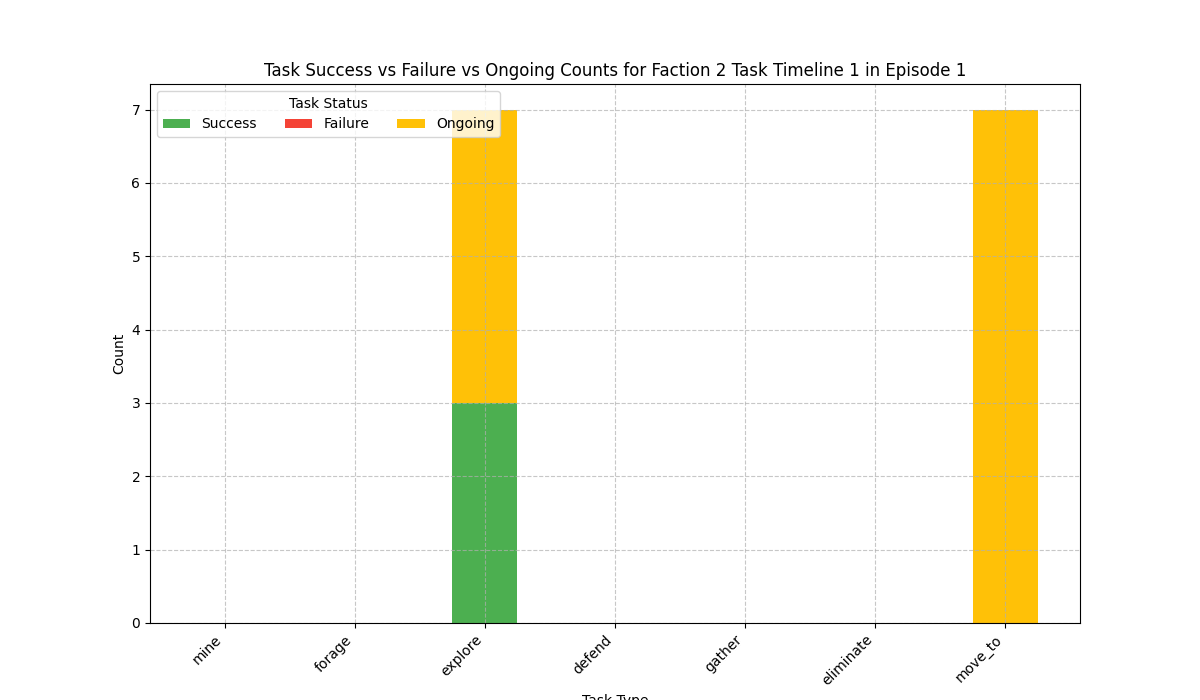 Task Success vs Failure vs Ongoing Counts for Faction 2 Task Timeline 1 in Episode 1
Task Status
Success Failure Ongoing
7
6
5
4
3
2
1
0
Count
mine
forage
explore
defend
gather
eliminate
move_to
Task Type